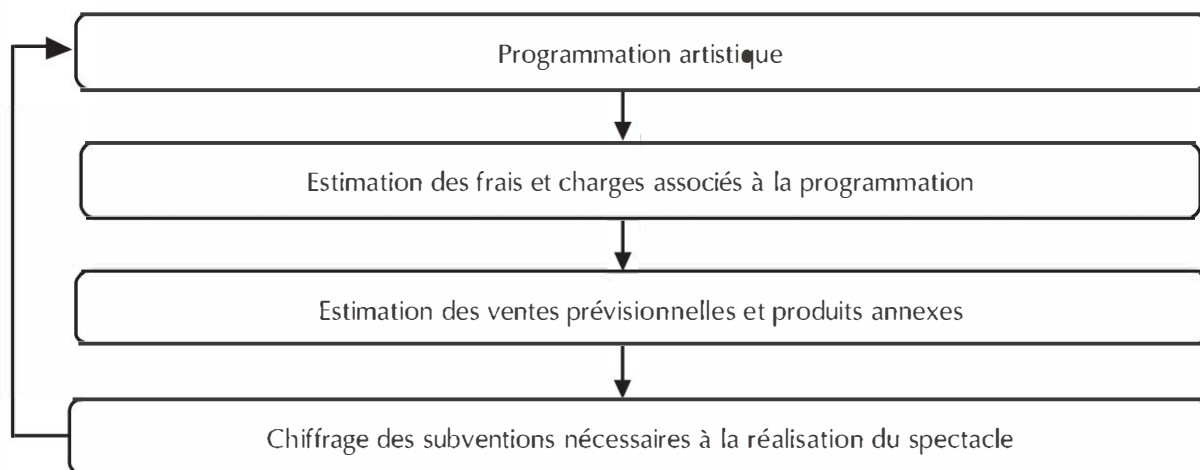 Programmation artistique
Estimation des frais et charges associés à la programmation
Estimation des ventes prévisionnelles et produits annexes
Chiffrage des subventions nécessaires à la réalisation du spectacle